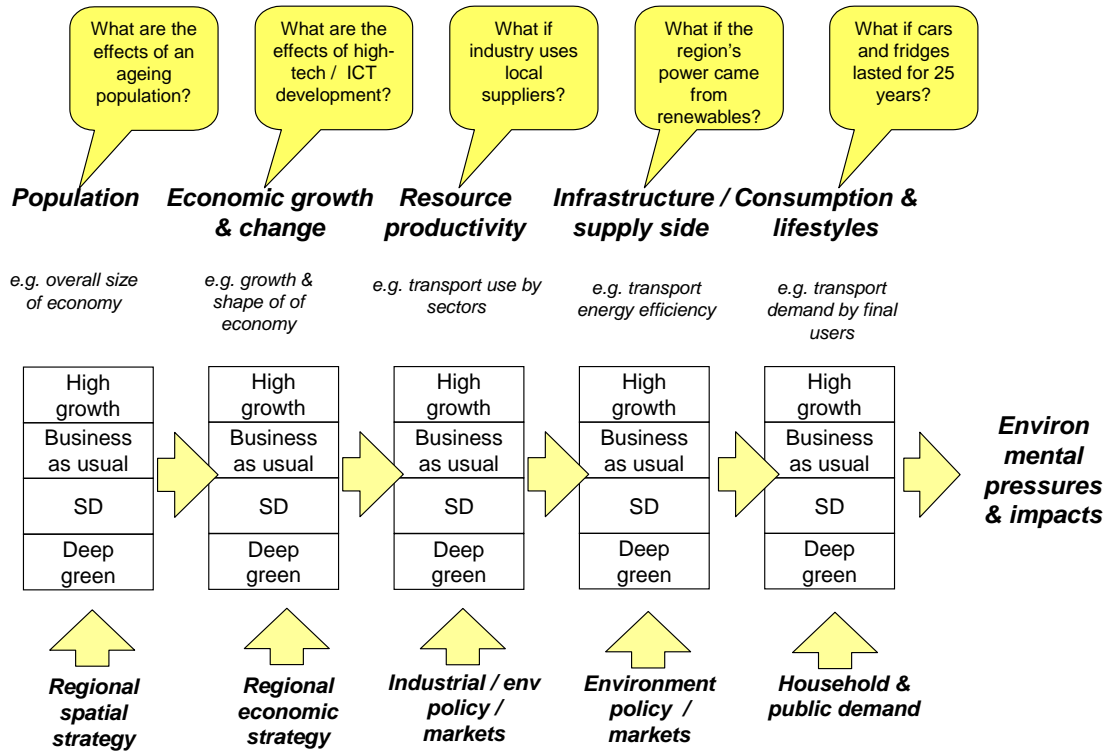 What are the
effects of an
ageing
population?
What are the
effects of high-
tech / ICT
development?
What if
industry uses
local
suppliers?
What if the
region's
power came
from
renewables?
What if cars
and fridges
lasted for 25
years?
Population
Economic growth
& change
Resource
productivity
Infrastructure /
supply side
Consumption &
lifestyles
e.g. overall size
of economy
e.g. growth &
shape of of
economy
e.g. transport use by
sectors
e.g. transport
energy efficiency
e.g. transport
demand by final
users
High
growth
Business
as usual
SD
Deep
green
High
growth
Business
as usual
SD
Deep
green
High
growth
Business
as usual
SD
Deep
green
High
growth
Business
as usual
SD
Deep
green
High
growth
Business
as usual
SD
Deep
green
Environ
mental
pressures
& impacts
Regional
spatial
strategy
Regional
economic
strategy
Industrial / env
policy /
markets
Environment
policy /
markets
Household &
public demand